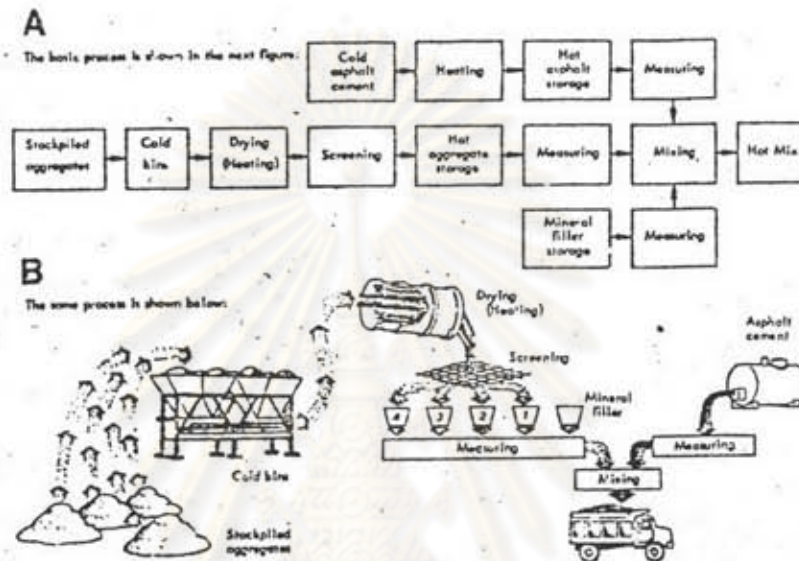 A
The basic process is shown in the next figure:
Cold
asphalt
cement
Heating
Hot
asphalt
storage
Measuring
Stockpiled
aggregates
Cold
bins
Drying
(Heating)
Screening
Hot
aggregate
storage
Measuring
Mixing
Hot Mix
Mineral
filler
storage
Measuring
B
The same process is shown below:
Drying
(Heating)
Asphalt
cement
Screening
Mineral
filler
4
3
2
1
Measuring
Measuring
Cold bins
Mixing
Stockpiled
aggregates